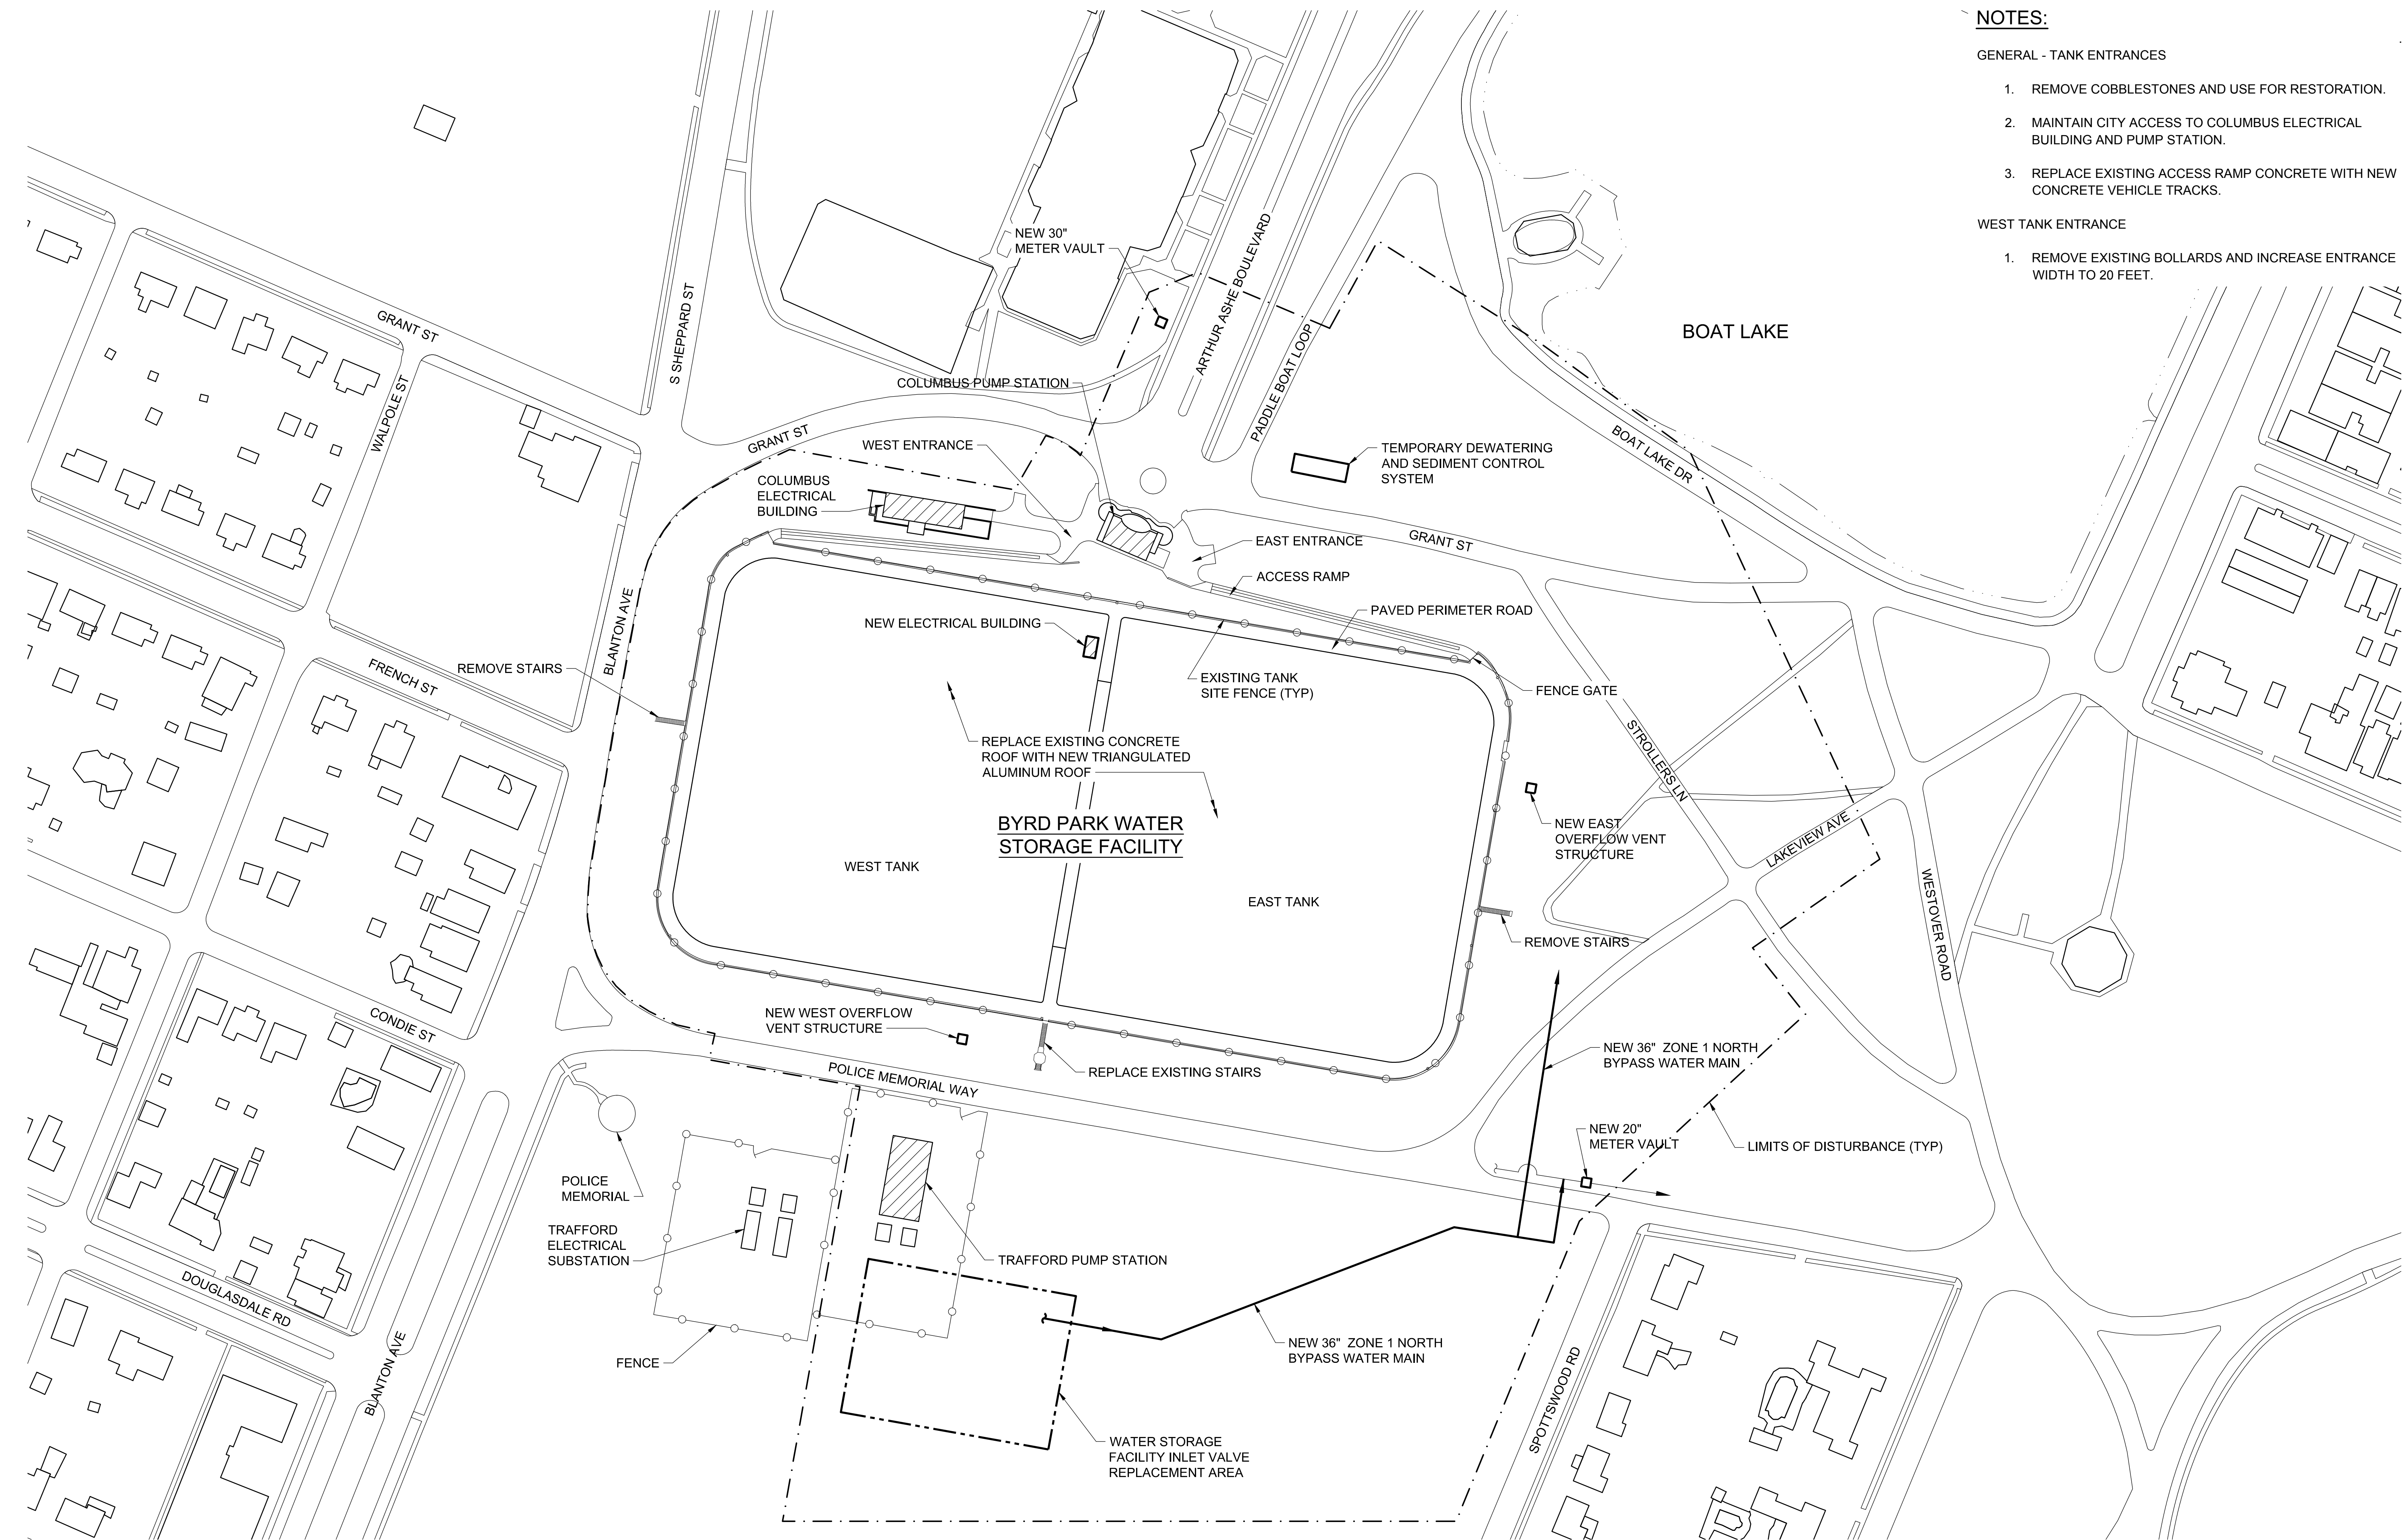 NOTES:
GENERAL - TANK ENTRANCES
1. REMOVE COBBLESTONES AND USE FOR RESTORATION.
2. MAINTAIN CITY ACCESS TO COLUMBUS ELECTRICAL
BUILDING AND PUMP STATION.
3. REPLACE EXISTING ACCESS RAMP CONCRETE WITH NEW
CONCRETE VEHICLE TRACKS.
WEST TANK ENTRANCE
1. REMOVE EXISTING BOLLARDS AND INCREASE ENTRANCE
WIDTH TO 20 FEET.
NEW 30"
METER VAULT
ARTHUR ASHE BOULEVARD
GRANT ST
S SHEPPARD ST
BOAT LAKE
PADDLE BOAT LOOP
COLUMBUS PUMP STATION
WALPOLE ST
GRANT ST
WEST ENTRANCE
TEMPORARY DEWATERING
AND SEDIMENT CONTROL
SYSTEM
BOAT LAKE DR
COLUMBUS
ELECTRICAL
BUILDING
EAST ENTRANCE
GRANT ST
ACCESS RAMP
PAVED PERIMETER ROAD
NEW ELECTRICAL BUILDING
BLANTON AVE
REMOVE STAIRS
FRENCH ST
EXISTING TANK
SITE FENCE (TYP)
FENCE GATE
REPLACE EXISTING CONCRETE
ROOF WITH NEW TRIANGULATED
ALUMINUM ROOF
STROLLERS LN
BYRD PARK WATER
STORAGE FACILITY
NEW EAST
OVERFLOW VENT
STRUCTURE
LAKEVIEW AVE
WEST TANK
EAST TANK
WESTOVER ROAD
REMOVE STAIRS
CONDIE ST
NEW WEST OVERFLOW
VENT STRUCTURE
REPLACE EXISTING STAIRS
POLICE MEMORIAL WAY
NEW 36" ZONE 1 NORTH
BYPASS WATER MAIN
NEW 20"
METER VAULT
LIMITS OF DISTURBANCE (TYP)
POLICE
MEMORIAL
TRAFFORD
ELECTRICAL
SUBSTATION
TRAFFORD PUMP STATION
DOUGLASDALE RD
BLANTON AVE
FENCE
NEW 36" ZONE 1 NORTH
BYPASS WATER MAIN
SPOTTSWOOD RD
WATER STORAGE
FACILITY INLET VALVE
REPLACEMENT AREA